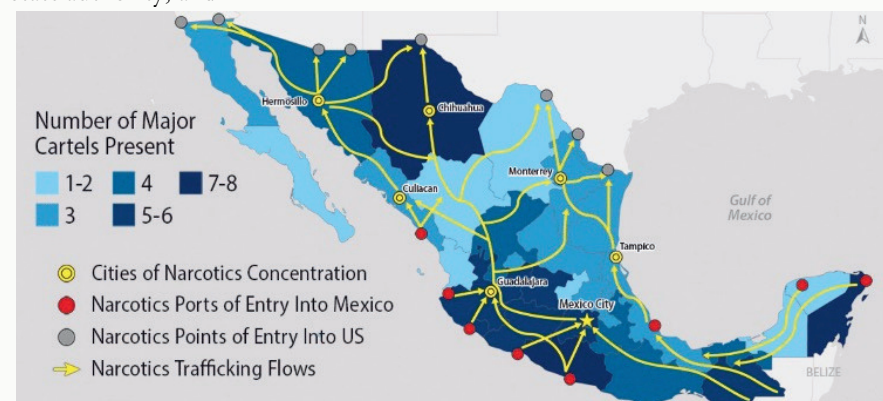 N
Hermosillo
Chihuahua
Number of Major
Cartels Present
1-2
4
7-8
3
5-6
Monterrey
Culiacan
Gulf of
Mexico
Tampico
Cities of Narcotics Concentration
Guadalajara
Narcotics Ports of Entry Into Mexico
Mexico City
Narcotics Points of Entry Into US
Narcotics Trafficking Flows
BELIZE